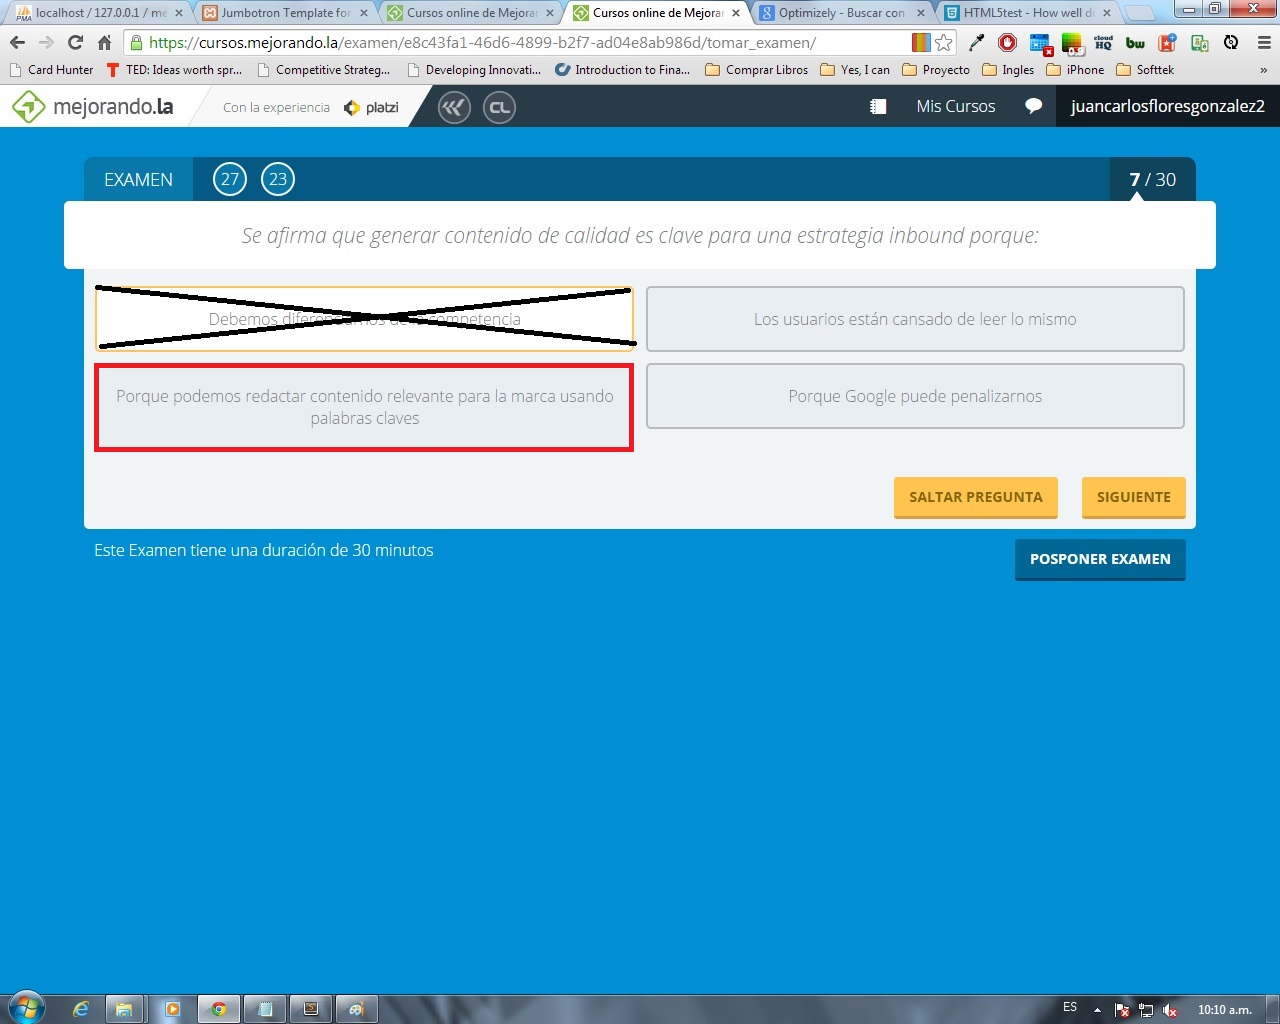 localhost / 127.0.0.1 / me
Jumbotron Template for
Cursos online de Mejorar
Cursos online de Mejorar
Optimizely - Buscar con
HTML5test - How well d
https://cursos.mejorando.la/examen/e8c43fa1-46d6-4899-b2f7-ad04e8ab986d/tomar_examen/
cloud HQ
bw
Card Hunter
TED: Ideas worth spr...
Competitive Strateg...
Developing Innovati...
Introduction to Fina...
Comprar Libros
Yes, I can
Proyecto
Ingles
iPhone
Softtek
»
mejorando.la
Con la experiencia
platzi
CL
Mis Cursos
juancarlosfloresgonzalez2
EXAMEN
27
23
7 / 30
Se afirma que generar contenido de calidad es clave para una estrategia inbound porque:
Debemos diferenciarnos de la competencia
Los usuarios están cansado de leer lo mismo
Porque podemos redactar contenido relevante para la marca usando
palabras claves
Porque Google puede penalizarnos
SALTAR PREGUNTA
SIGUIENTE
Este Examen tiene una duración de 30 minutos
POSPONER EXAMEN
ES
10:10 a.m.